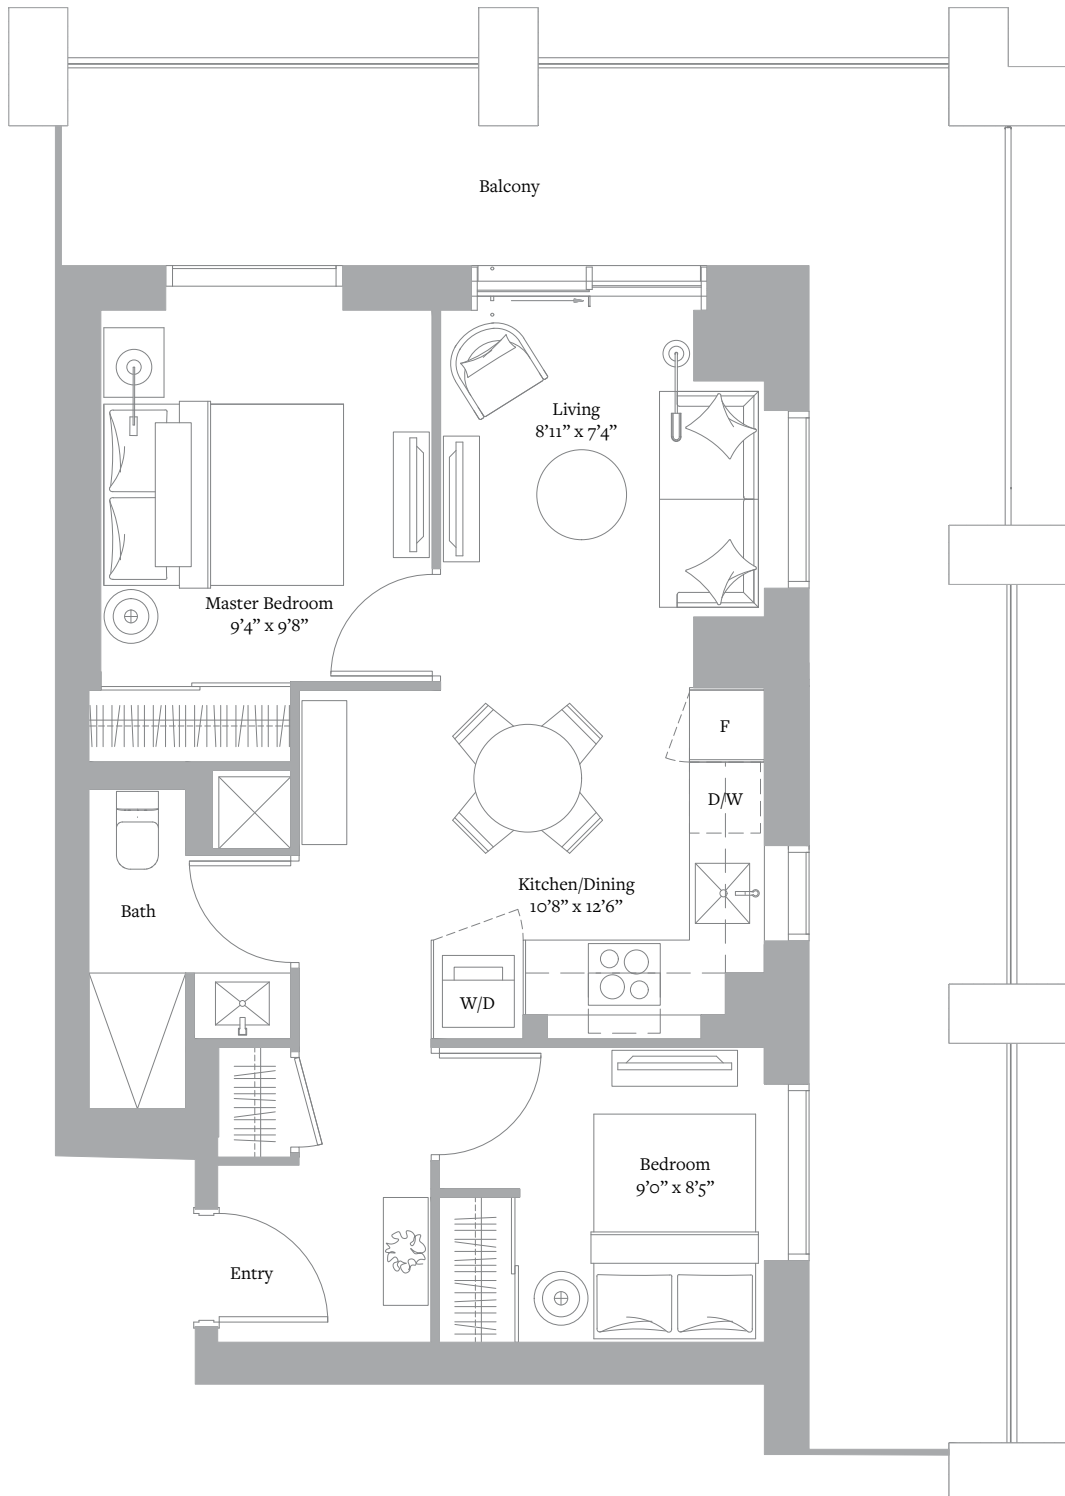 Balcony
Living
8’11” x 7’4”
Master Bedroom
9’4” x 9’8”
F
D/W
Kitchen/Dining
10’8” x 12’6”
Bath
W/D
Bedroom
9’0” x 8’5”
Entry